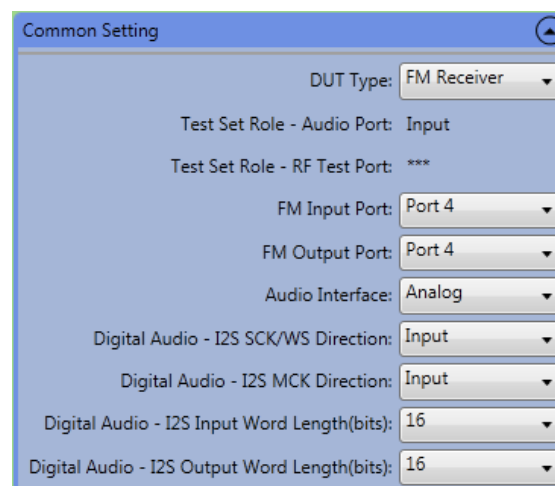 Common Setting
DUT Type: FM Receiver
Test Set Role - Audio Port: Input
Test Set Role - RF Test Port: ***
FM Input Port: Port 4
FM Output Port: Port 4
Audio Interface: Analog
Digital Audio - I2S SCK/WS Direction: Input
Digital Audio - I2S MCK Direction: Input
Digital Audio - I2S Input Word Length(bits): 16
Digital Audio - I2S Output Word Length(bits): 16